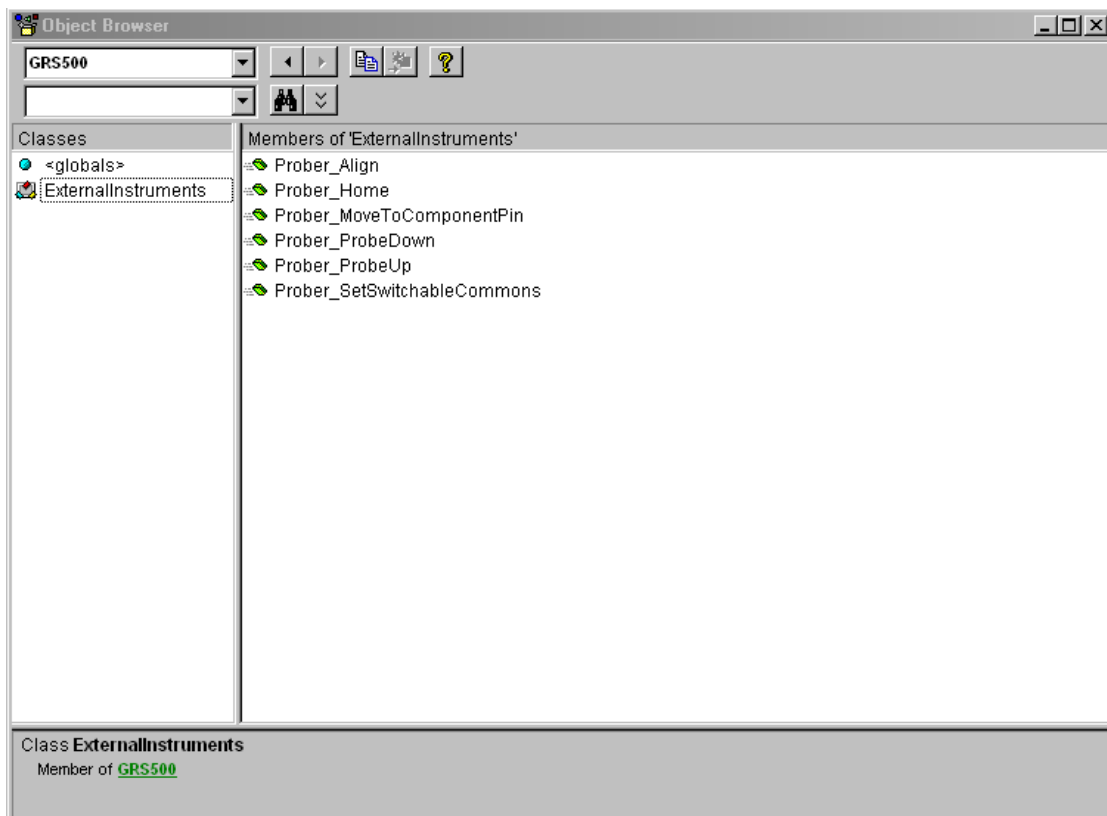 Object Browser
GRS500
Classes
Members of 'ExternalInstruments'
<globals>
ExternalInstruments
Prober_Align
Prober_Home
Prober_MoveToComponentPin
Prober_ProbeDown
Prober_ProbeUp
Prober_SetSwitchableCommons
Class ExternalInstruments
Member of GRS500